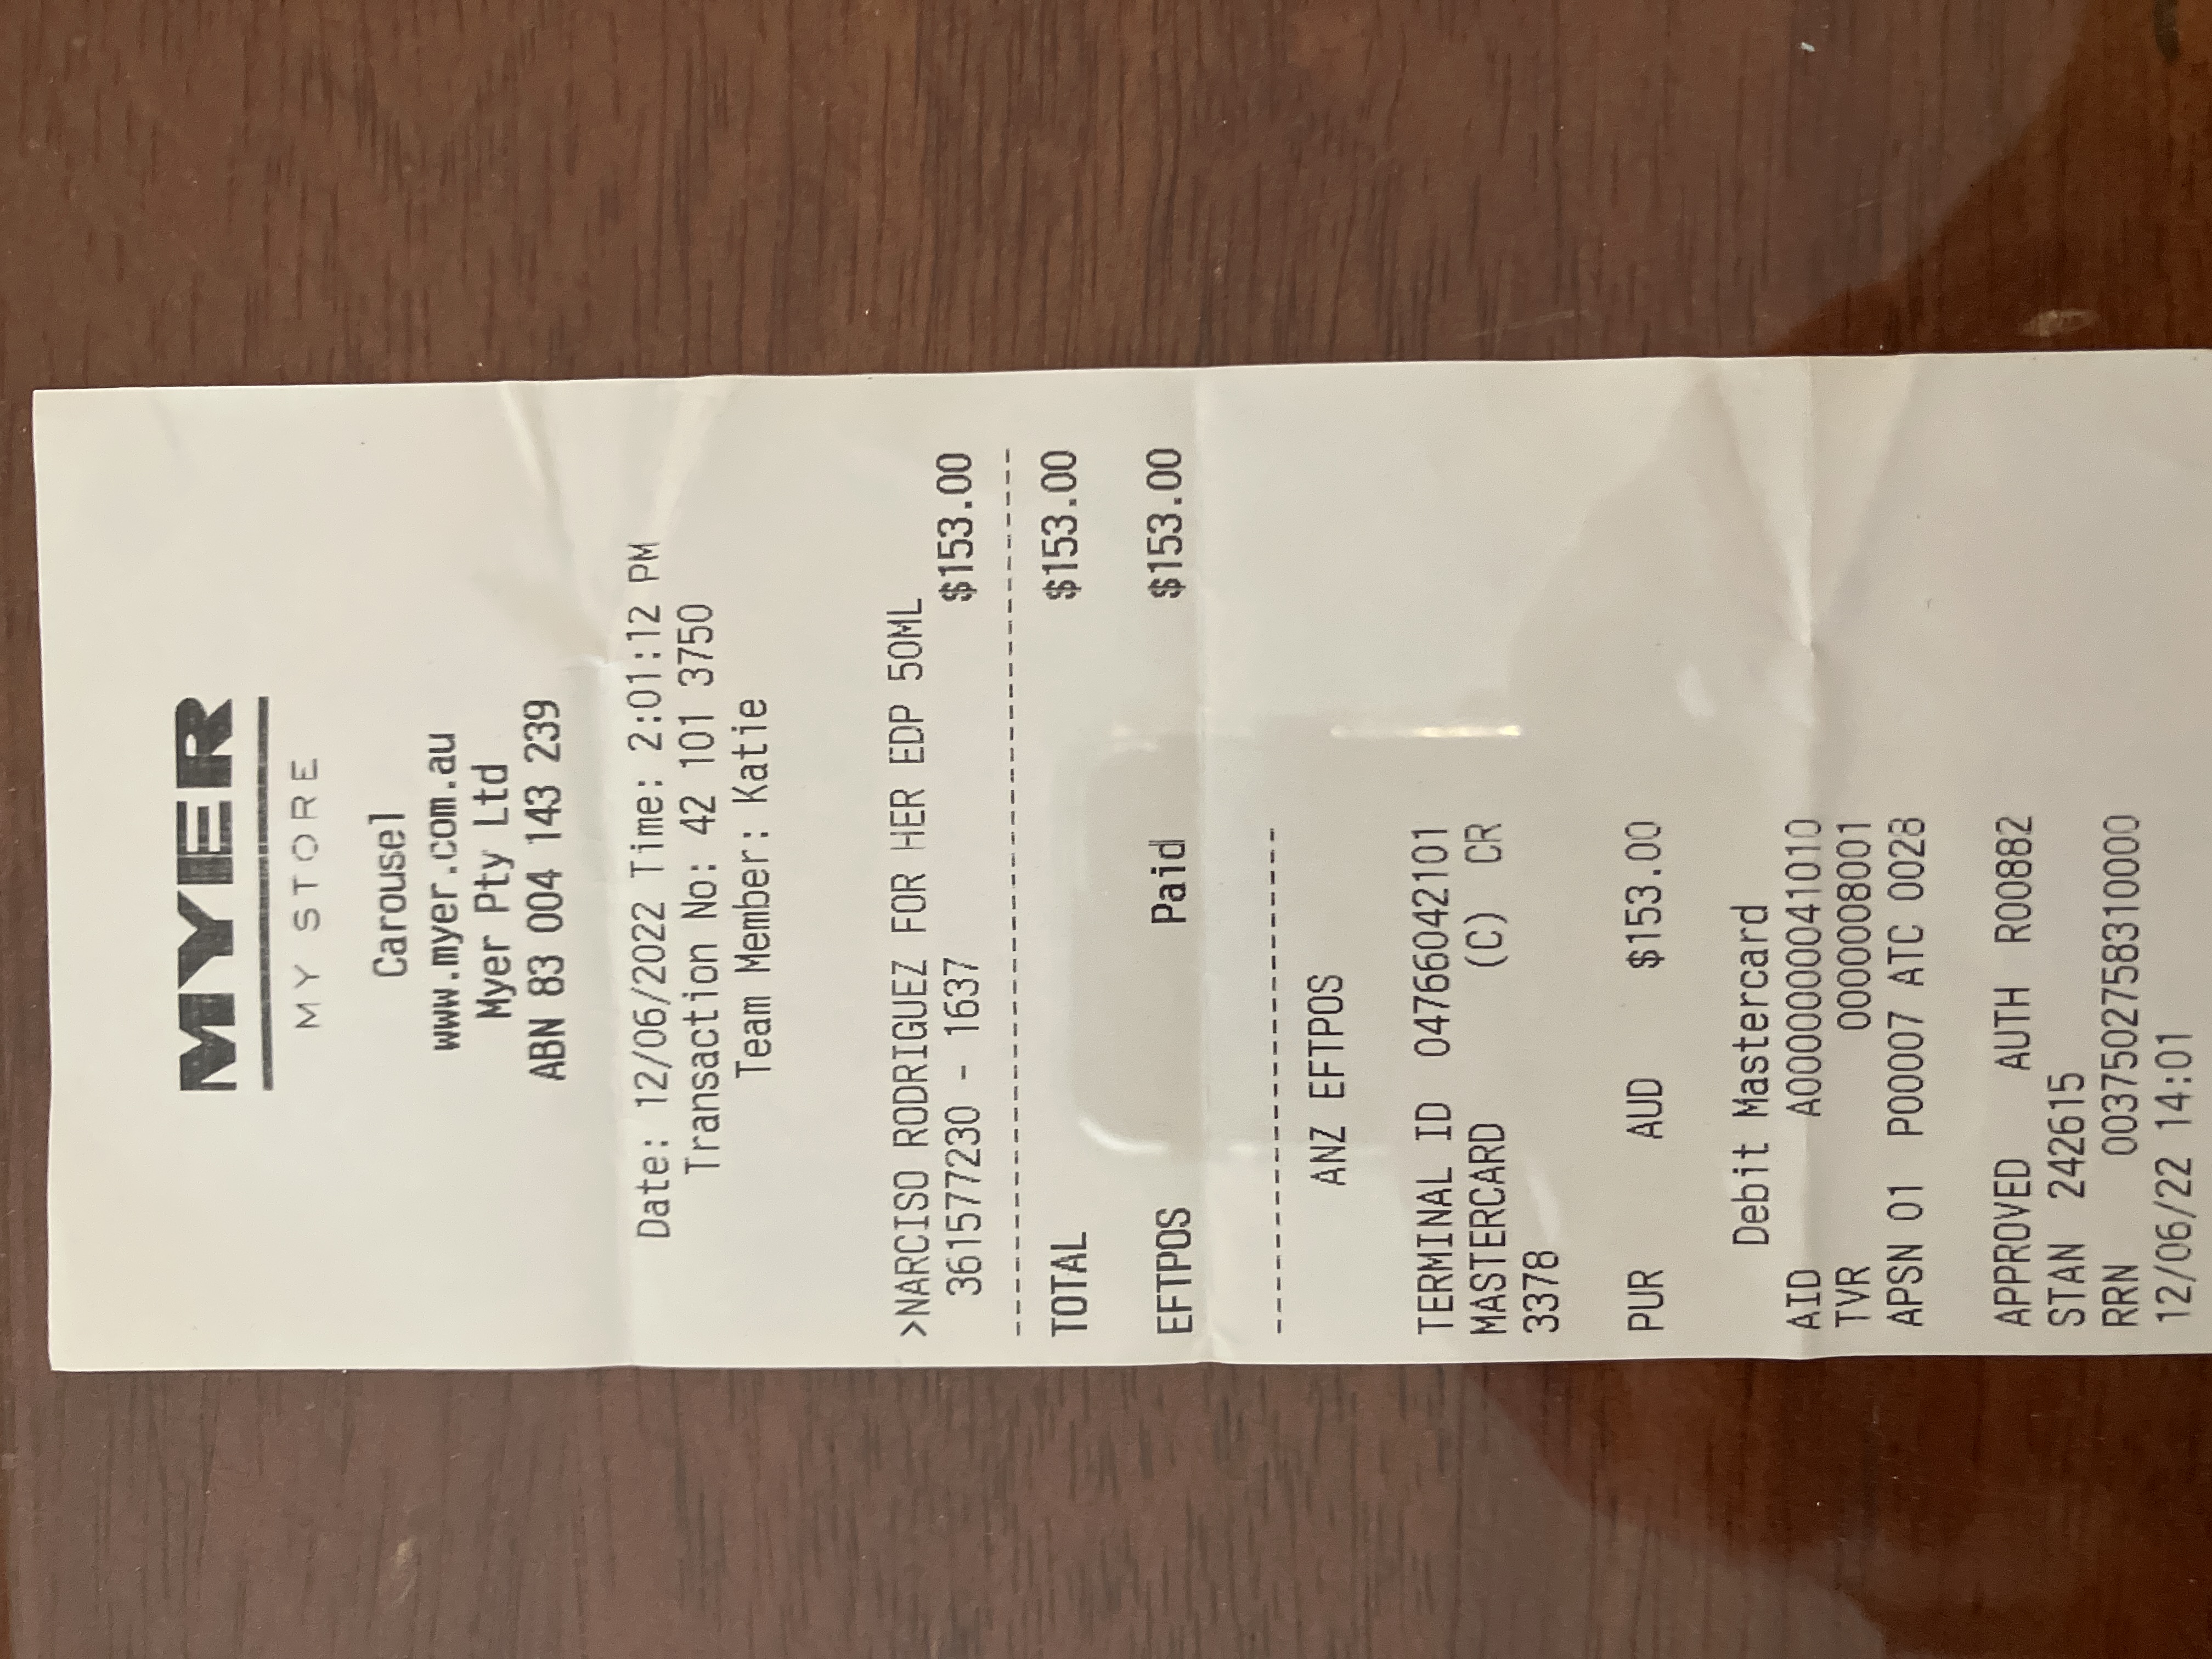 MYER
MY STORE
Carousel
www.myer.com.au
Myer Pty Ltd
ABN 83 004 143 239
Date: 12/06/2022 Time: 2:01:12 PM
Transaction No: 42 101 3750
Team Member: Katie
>NARCISO RODRIGUEZ FOR HER EDP 50ML
361577230 - 1637 $153.00
TOTAL $153.00
EFTPOS Paid $153.00
ANZ EFTPOS
TERMINAL ID 04766042101
MASTERCARD (C) CR
3378
PUR AUD $153.00
Debit Mastercard
AID A0000000041010
TVR 0000008001
APSN 01 P00007 ATC 0028
APPROVED AUTH R00882
STAN 242615
RRN 0037502758310000
12/06/22 14:01